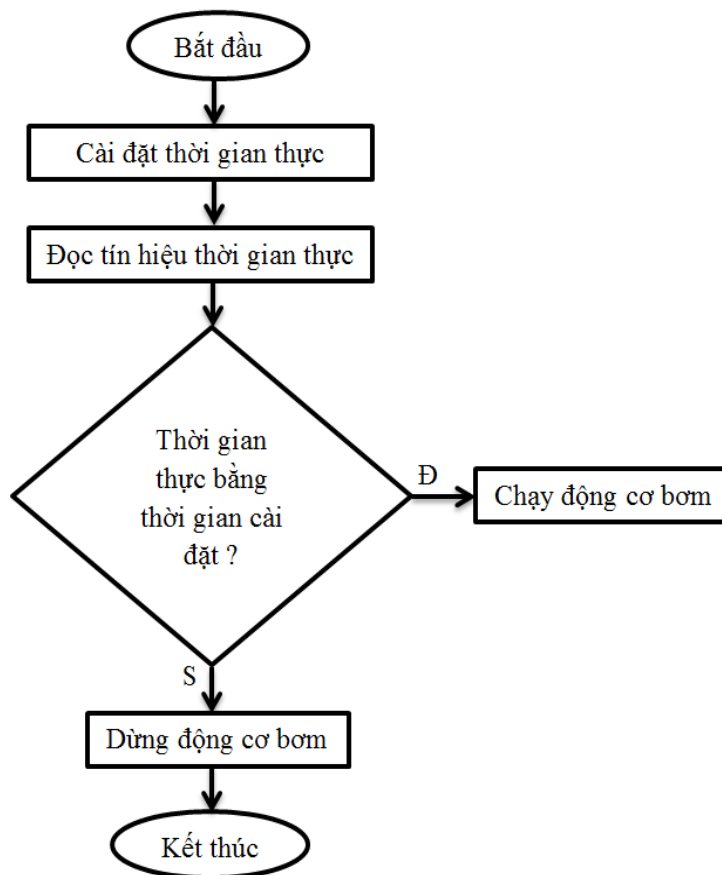 Bắt đầu
Cài đặt thời gian thực
Đọc tín hiệu thời gian thực
Thời gian
thực bằng
thời gian cài
đặt ?
Đ
Chạy động cơ bơm
S
Dừng động cơ bơm
Kết thúc